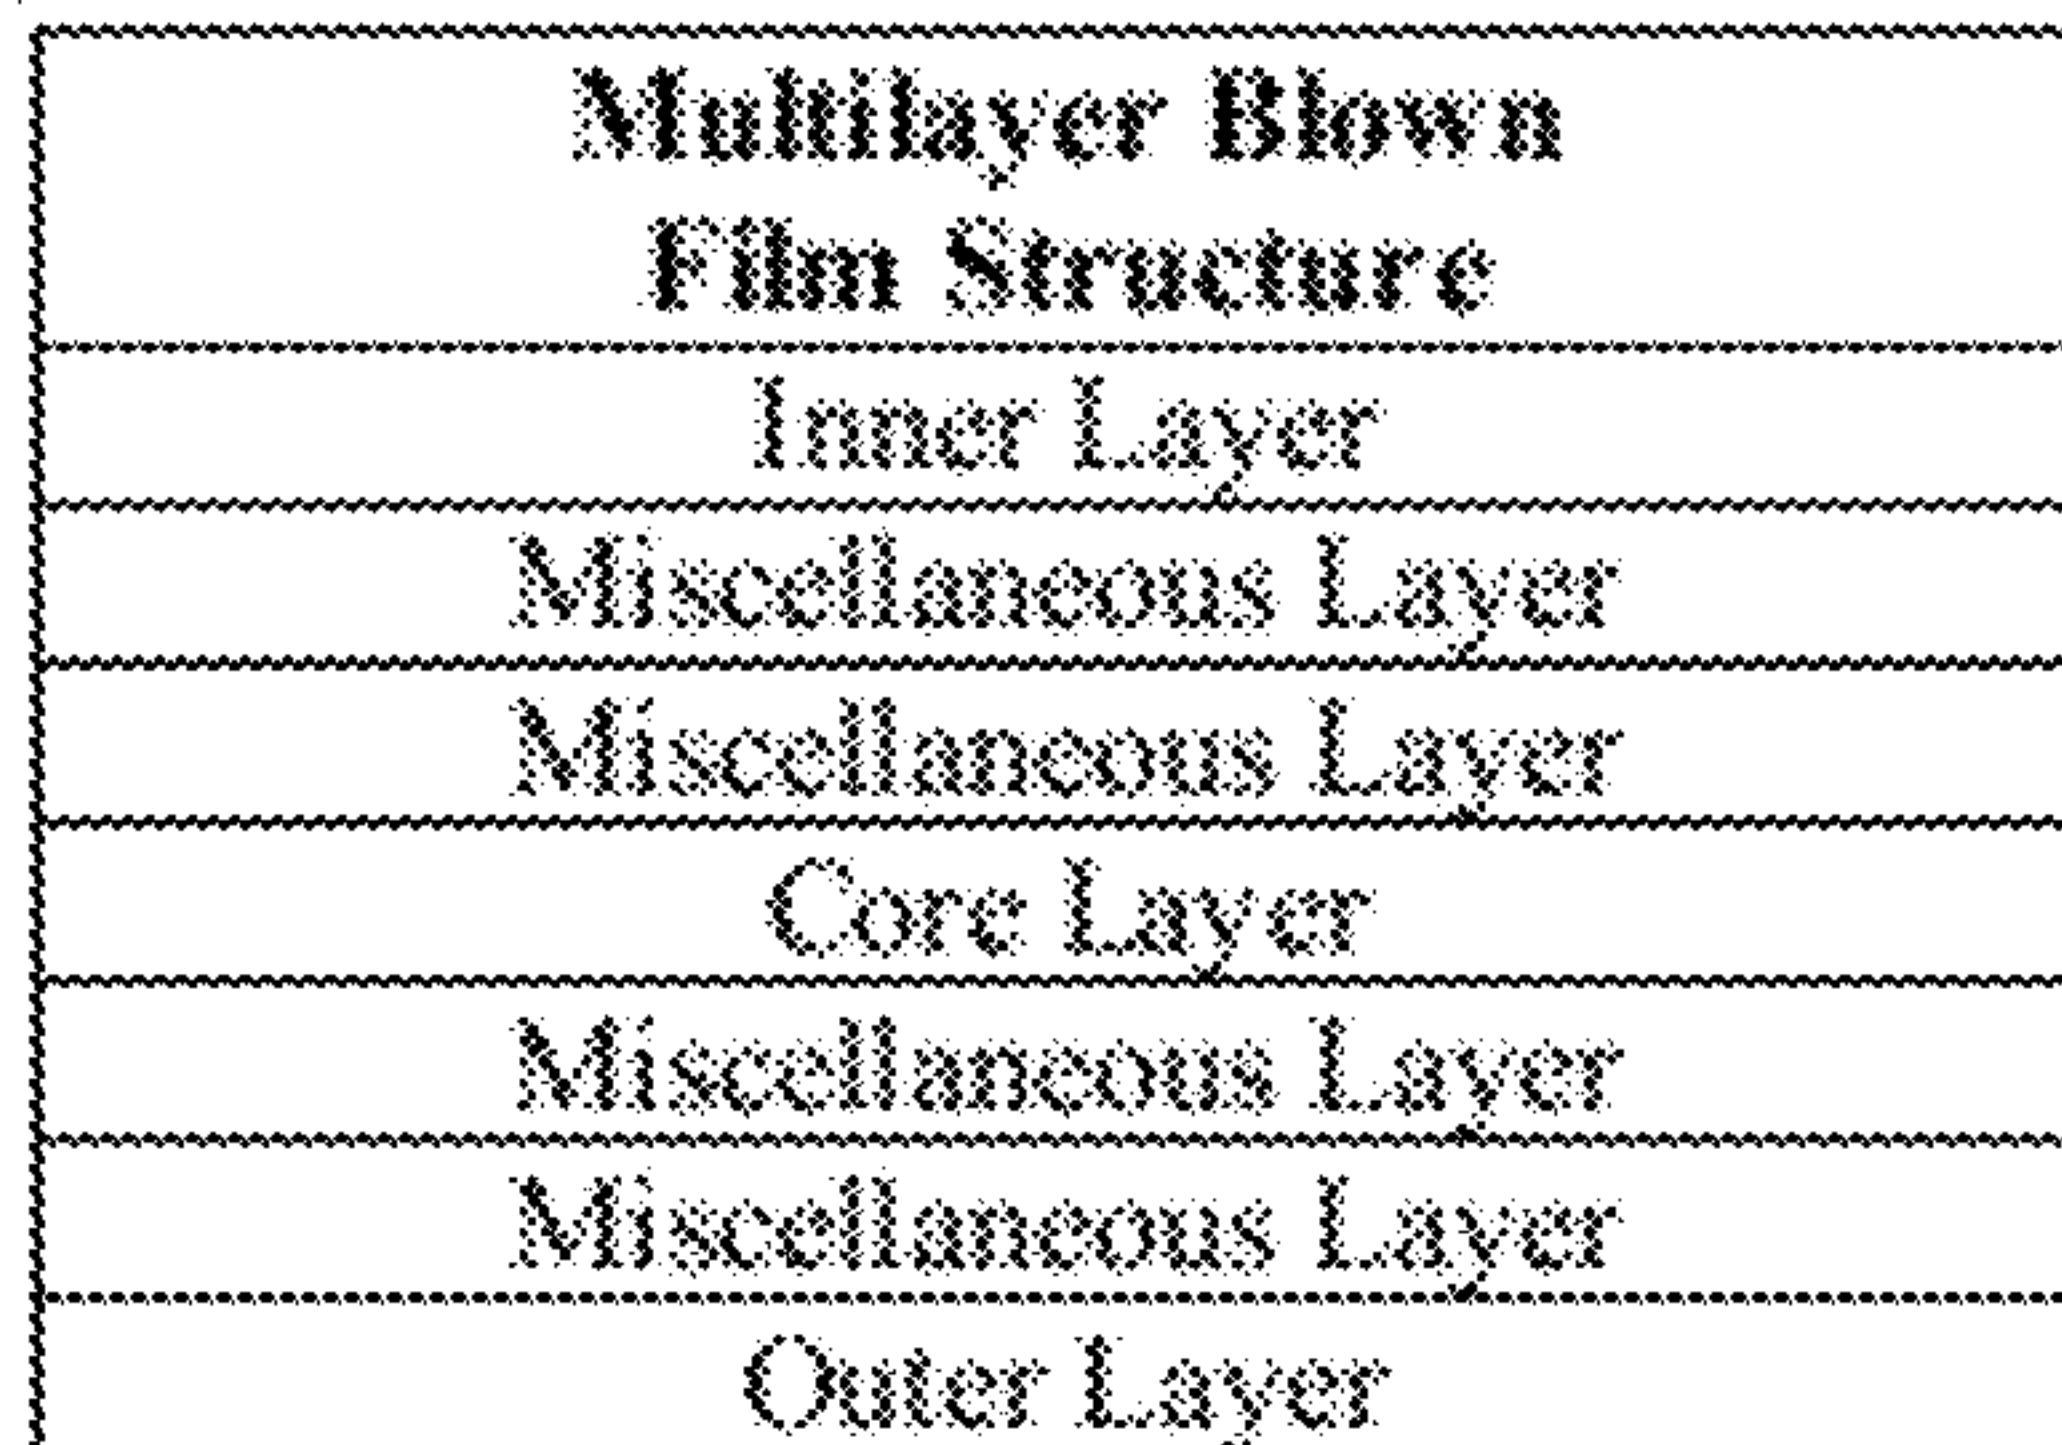 Multilayer Blown
Film Structure
Inner Layer
Miscellaneous Layer
Miscellaneous Layer
Core Layer
Miscellaneous Layer
Miscellaneous Layer
Outer Layer